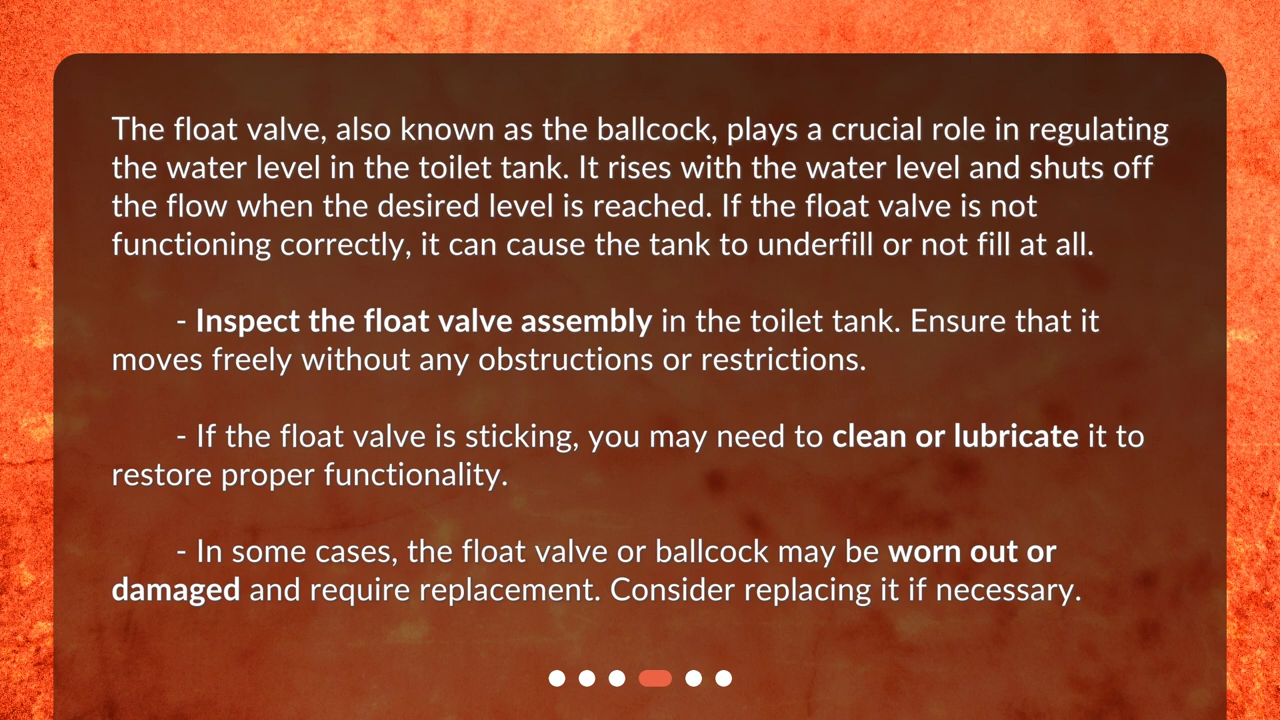 The float valve, also known as the ballcock, plays a crucial role in regulating
the water level in the toilet tank. It rises with the water level and shuts off
the flow when the desired level is reached. If the float valve is not
functioning correctly, it can cause the tank to underfill or not fill at all.
- Inspect the float valve assembly in the toilet tank. Ensure that it
moves freely without any obstructions or restrictions.
- If the float valve is sticking, you may need to clean or lubricate it to
restore proper functionality.
- In some cases, the float valve or ballcock may be worn out or
damaged and require replacement. Consider replacing it if necessary.